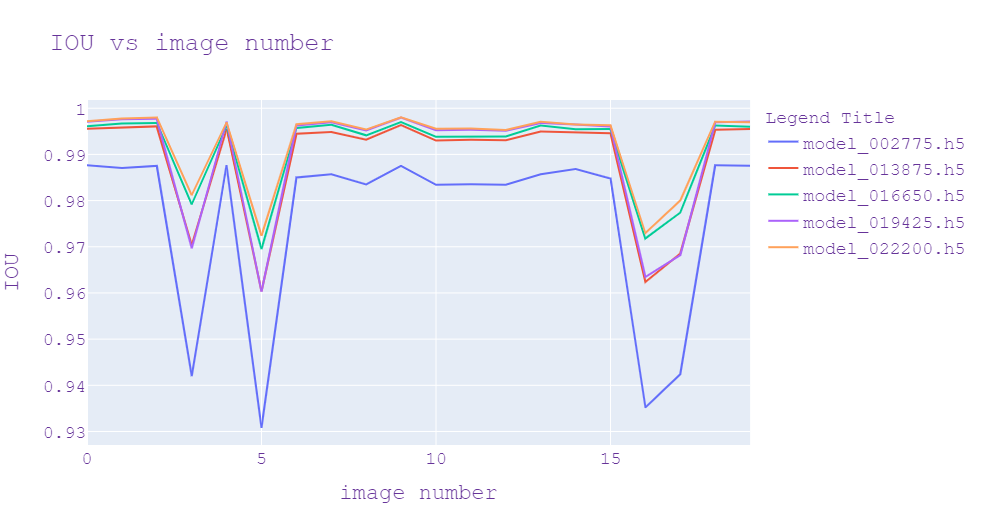 IOU vs image number
1
0.99
0.98
0.97
0.96
0.95
0.94
0.93
IOU
0
5
10
15
image number
Legend Title
model_002775.h5
model_013875.h5
model_016650.h5
model_019425.h5
model_022200.h5